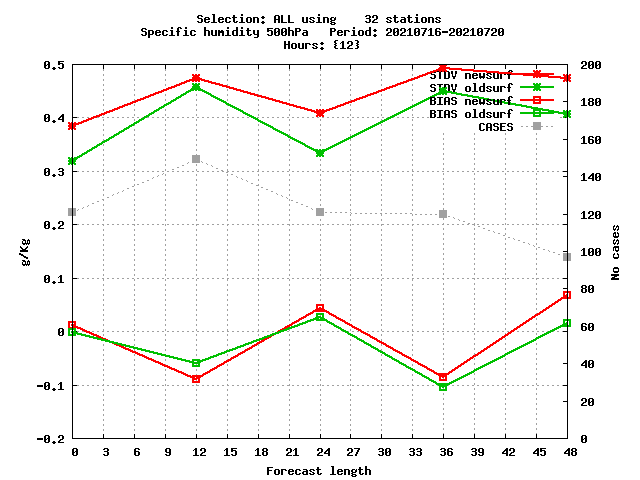 Selection: ALL using    32 stations
Specific humidity 500hPa   Period: 20210716-20210720
Hours: {12}
0.5
0.4
0.3
0.2
0.1
0
-0.1
-0.2
g/Kg
200
180
160
140
120
100
80
60
40
20
0
No cases
STDV newsurf
STDV oldsurf
BIAS newsurf
BIAS oldsurf
CASES
0 3 6 9 12 15 18 21 24 27 30 33 36 39 42 45 48
Forecast length